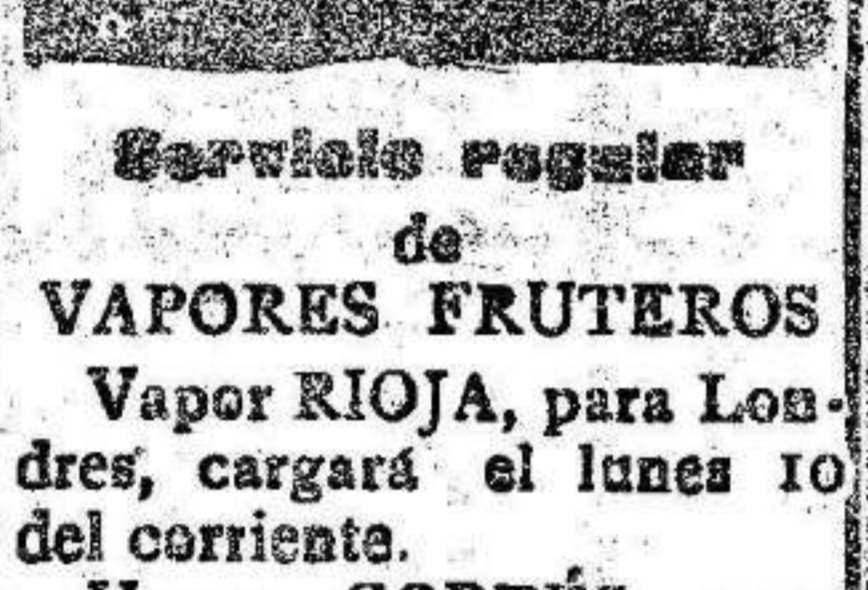 Servicio regular
de
VAPORES FRUTEROS
Vapor RIOJA, para Lon-
dres, cargará el lunes 10
del corriente.